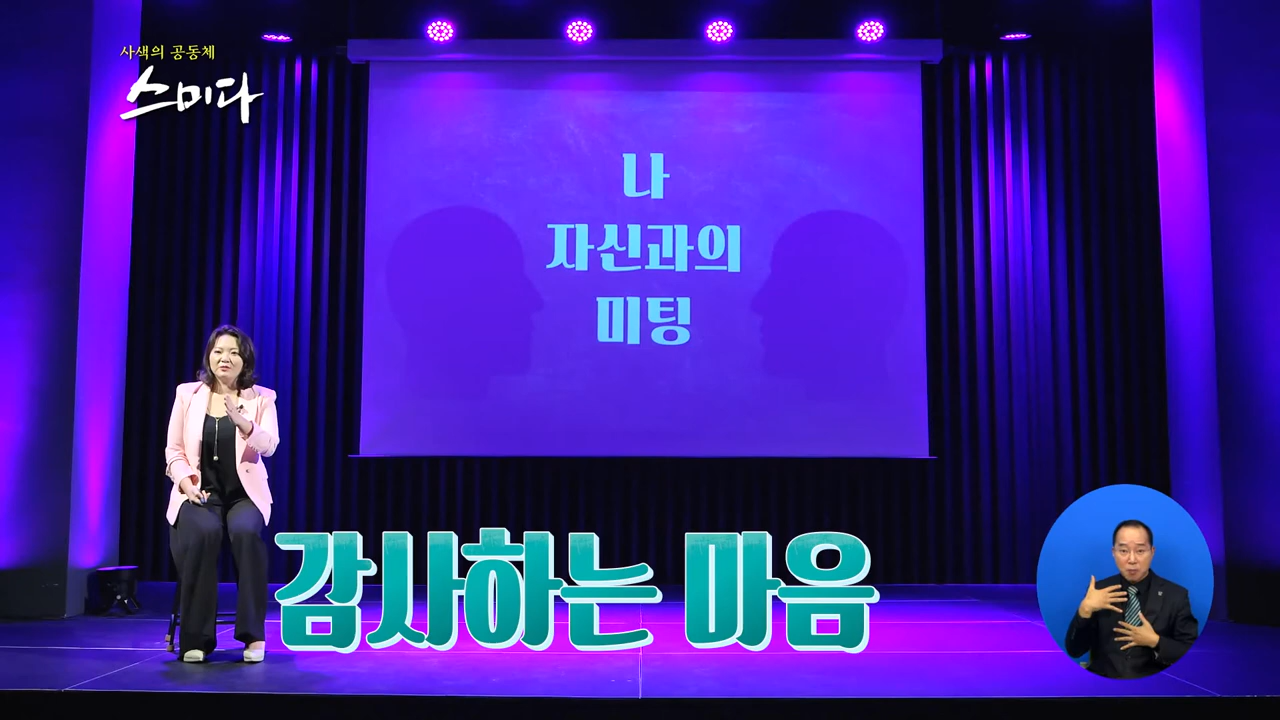 사색의 공동체
스미다
나
자신과의
미팅
감사하는 마음